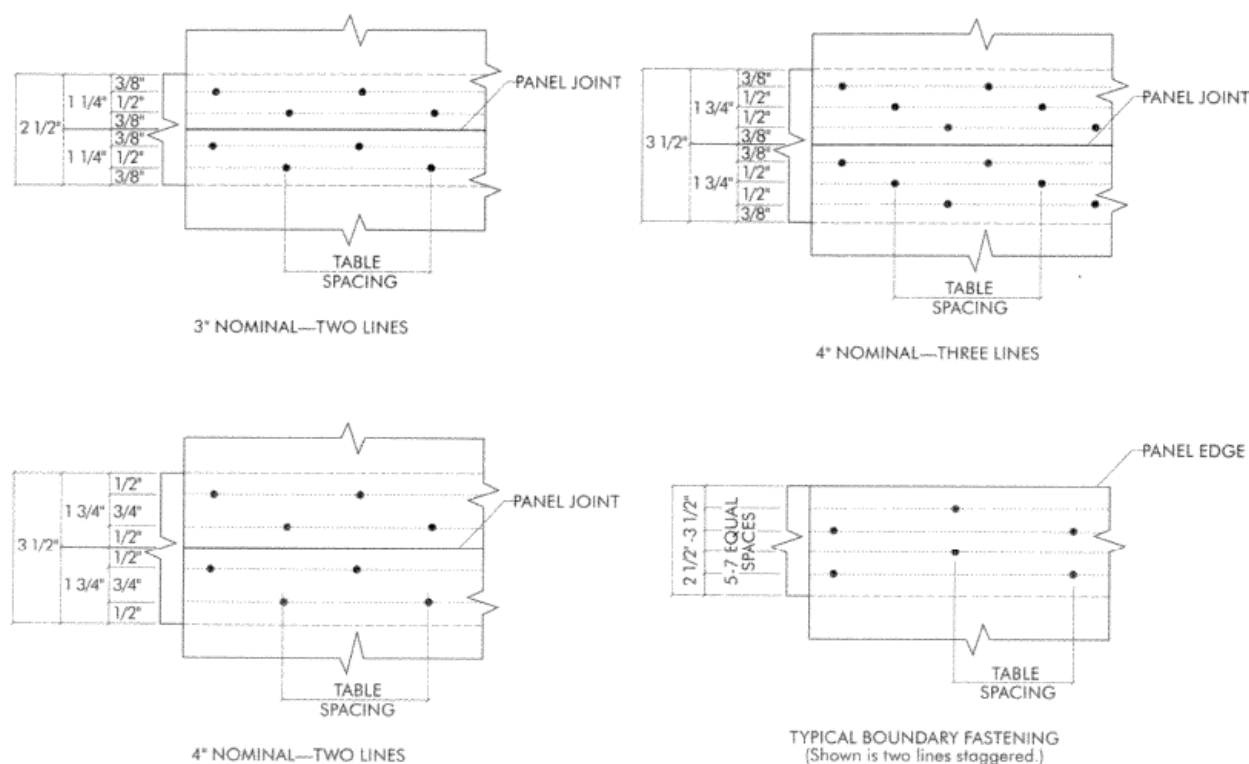 3/8"
1 1/4"
1/2"
3/8"
2 1/2"
3/8"
1 1/4"
1/2"
3/8"
PANEL JOINT
TABLE
SPACING
3" NOMINAL—TWO LINES
3/8"
1 3/4"
1/2"
1/2"
3/8"
3 1/2"
3/8"
1 3/4"
1/2"
1/2"
3/8"
PANEL JOINT
TABLE
SPACING
4" NOMINAL—THREE LINES
1/2"
1 3/4"
3/4"
1/2"
3 1/2"
1/2"
1 3/4"
3/4"
1/2"
PANEL JOINT
TABLE
SPACING
4" NOMINAL—TWO LINES
PANEL EDGE
2 1/2" -3 1/2"
5-7 EQUAL
SPACES
TABLE
SPACING
TYPICAL BOUNDARY FASTENING
(Shown is two lines staggered.)